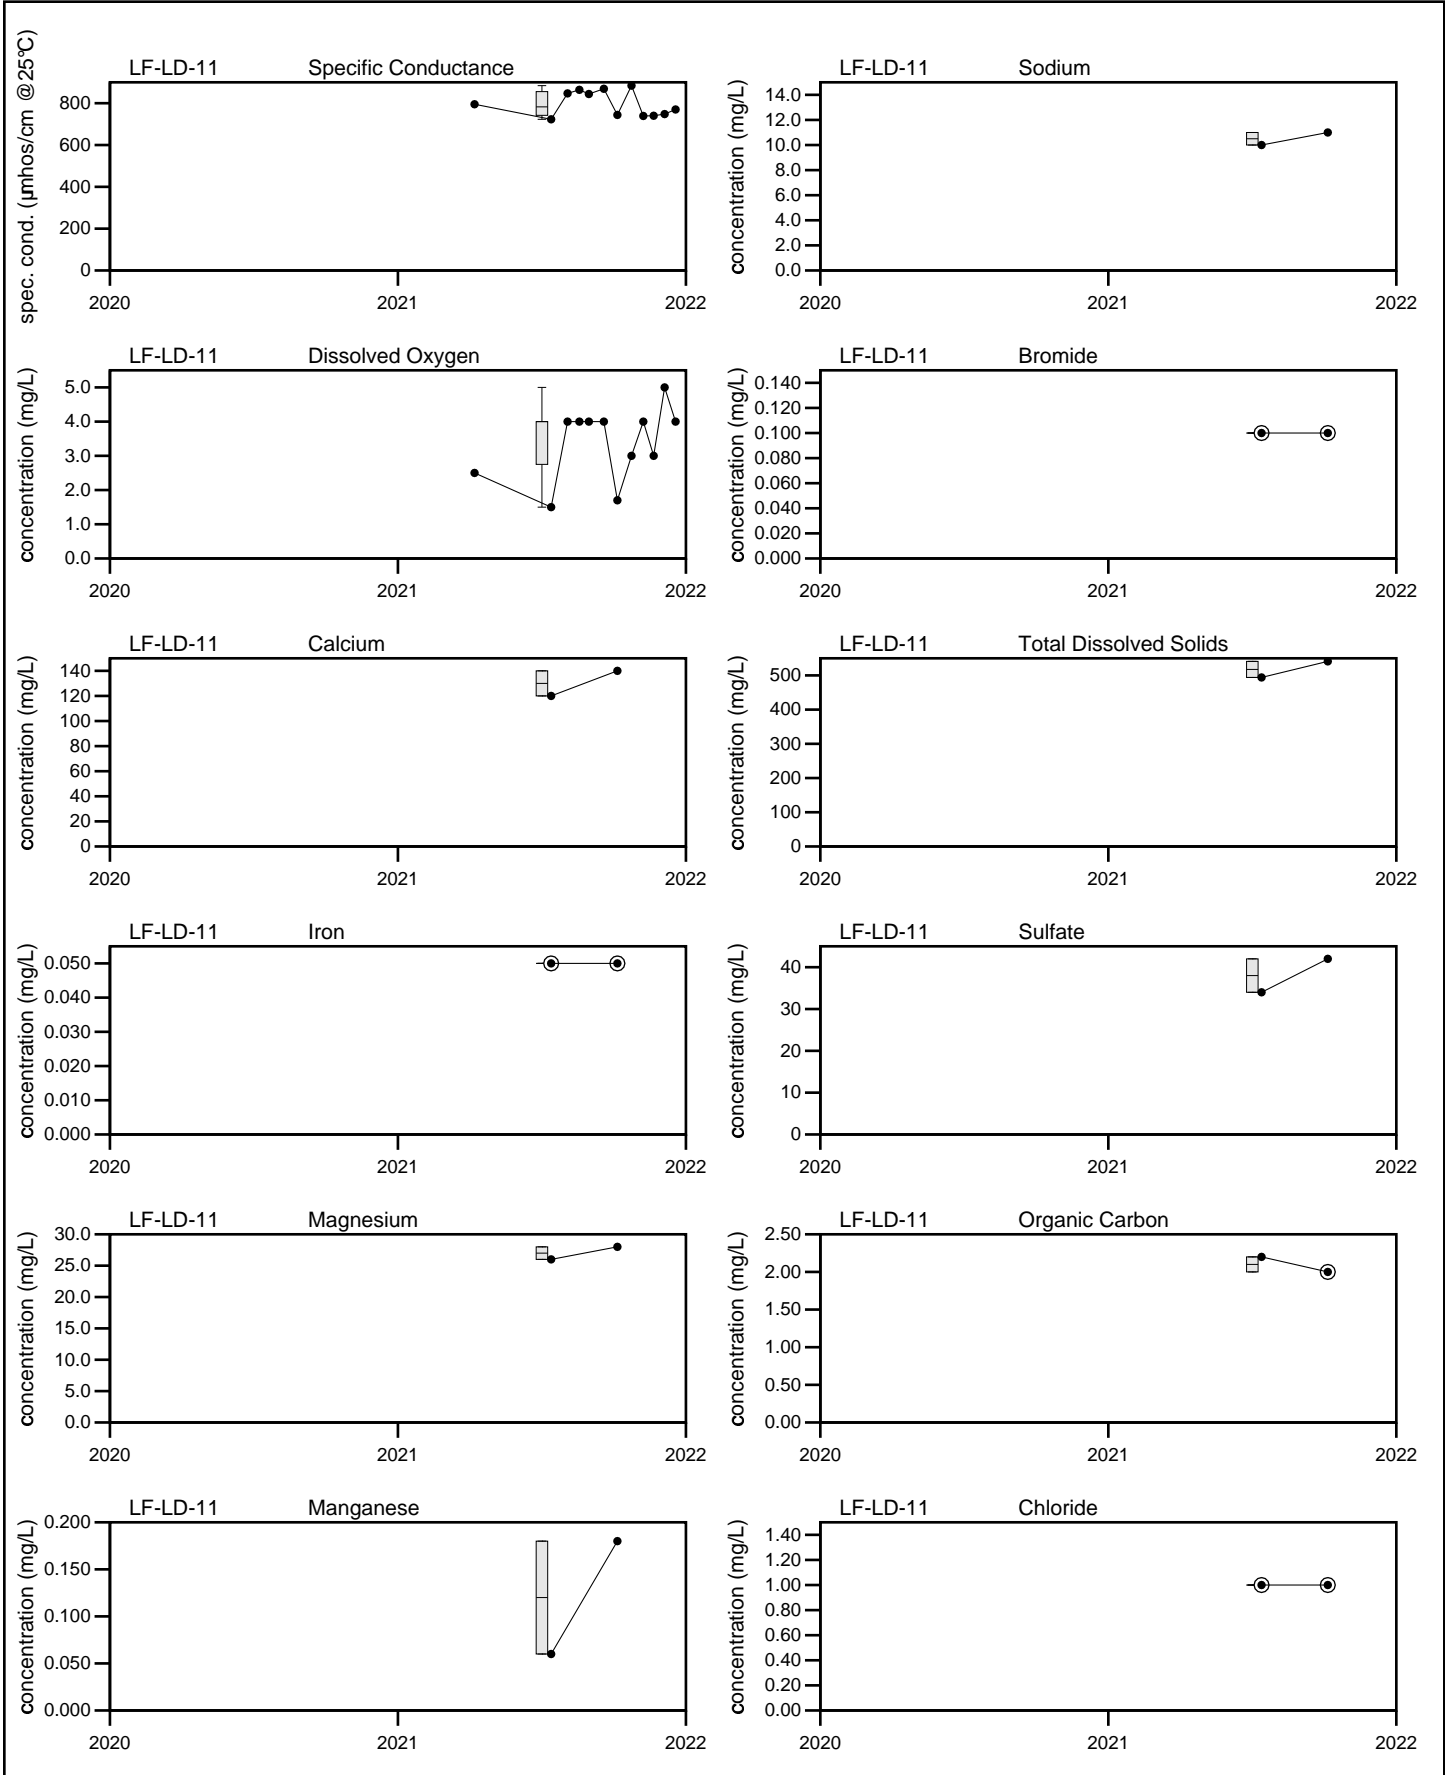 LF-LD-11 Specific Conductance
spec. cond. (µmhos/cm @25°C)
800
600
400
200
0
2020 2021 2022
LF-LD-11 Sodium
concentration (mg/L)
14.0
12.0
10.0
8.0
6.0
4.0
2.0
0.0
2020 2021 2022
LF-LD-11 Dissolved Oxygen
concentration (mg/L)
5.0
4.0
3.0
2.0
1.0
0.0
2020 2021 2022
LF-LD-11 Bromide
concentration (mg/L)
0.140
0.120
0.100
0.080
0.060
0.040
0.020
0.000
2020 2021 2022
LF-LD-11 Calcium
concentration (mg/L)
140
120
100
80
60
40
20
0
2020 2021 2022
LF-LD-11 Total Dissolved Solids
concentration (mg/L)
500
400
300
200
100
0
2020 2021 2022
LF-LD-11 Iron
concentration (mg/L)
0.050
0.040
0.030
0.020
0.010
0.000
2020 2021 2022
LF-LD-11 Sulfate
concentration (mg/L)
40
30
20
10
0
2020 2021 2022
LF-LD-11 Magnesium
concentration (mg/L)
30.0
25.0
20.0
15.0
10.0
5.0
0.0
2020 2021 2022
LF-LD-11 Organic Carbon
concentration (mg/L)
2.50
2.00
1.50
1.00
0.50
0.00
2020 2021 2022
LF-LD-11 Manganese
concentration (mg/L)
0.200
0.150
0.100
0.050
0.000
2020 2021 2022
LF-LD-11 Chloride
concentration (mg/L)
1.40
1.20
1.00
0.80
0.60
0.40
0.20
0.00
2020 2021 2022